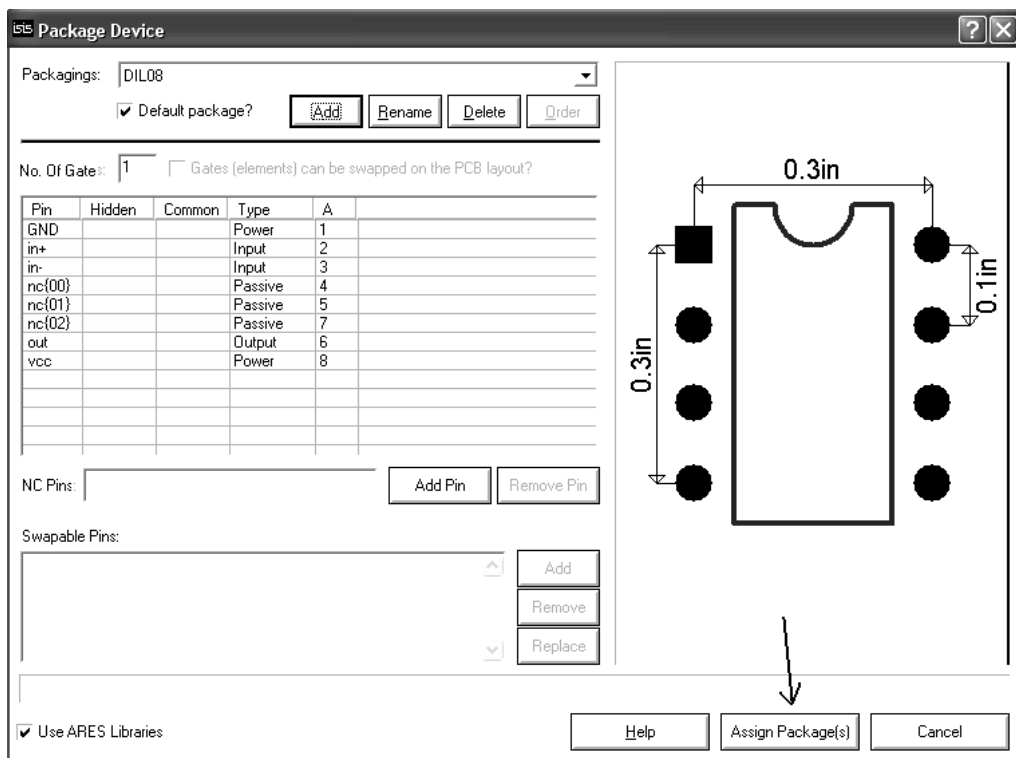 isis Package Device
Packagings: DIL08
Default package? Add Rename Delete Order
No. Of Gates: 1 Gates (elements) can be swapped on the PCB layout?
Pin Hidden Common Type A
GND Power 1
in+ Input 2
in- Input 3
nc{00} Passive 4
nc{01} Passive 5
nc{02} Passive 7
out Output 6
vcc Power 8
NC Pins: Add Pin Remove Pin
Swapable Pins:
Add
Remove
Replace
0.3in
0.1in
0.3in
Use ARES Libraries Help Assign Package(s) Cancel